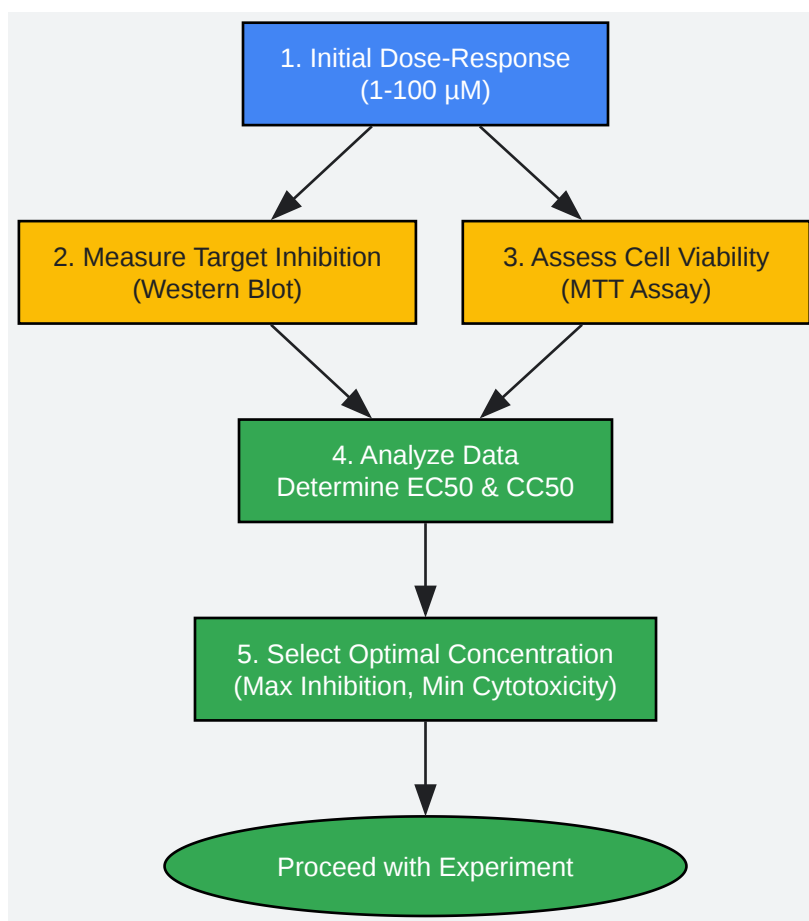 1. Initial Dose-Response
(1-100 µM)
2. Measure Target Inhibition
(Western Blot)
3. Assess Cell Viability
(MTT Assay)
4. Analyze Data
Determine EC50 & CC50
5. Select Optimal Concentration
(Max Inhibition, Min Cytotoxicity)
Proceed with Experiment